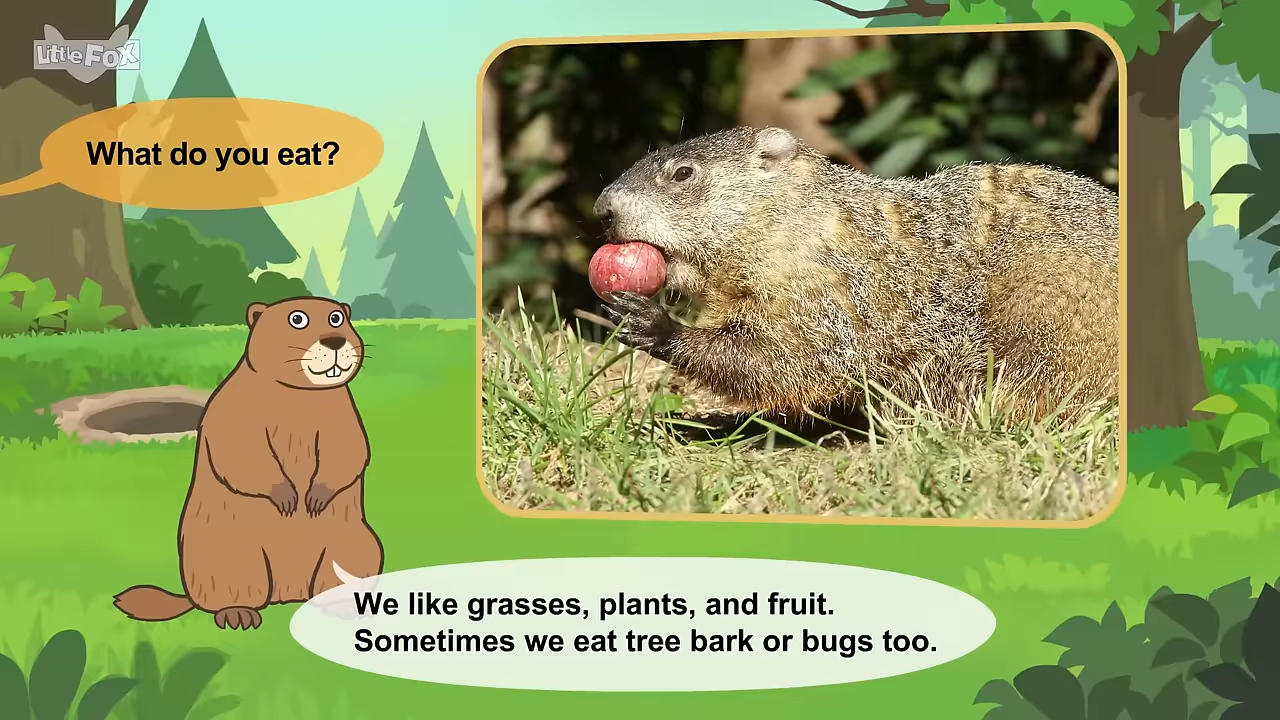 Little Fox
What do you eat?
We like grasses, plants, and fruit.
Sometimes we eat tree bark or bugs too.